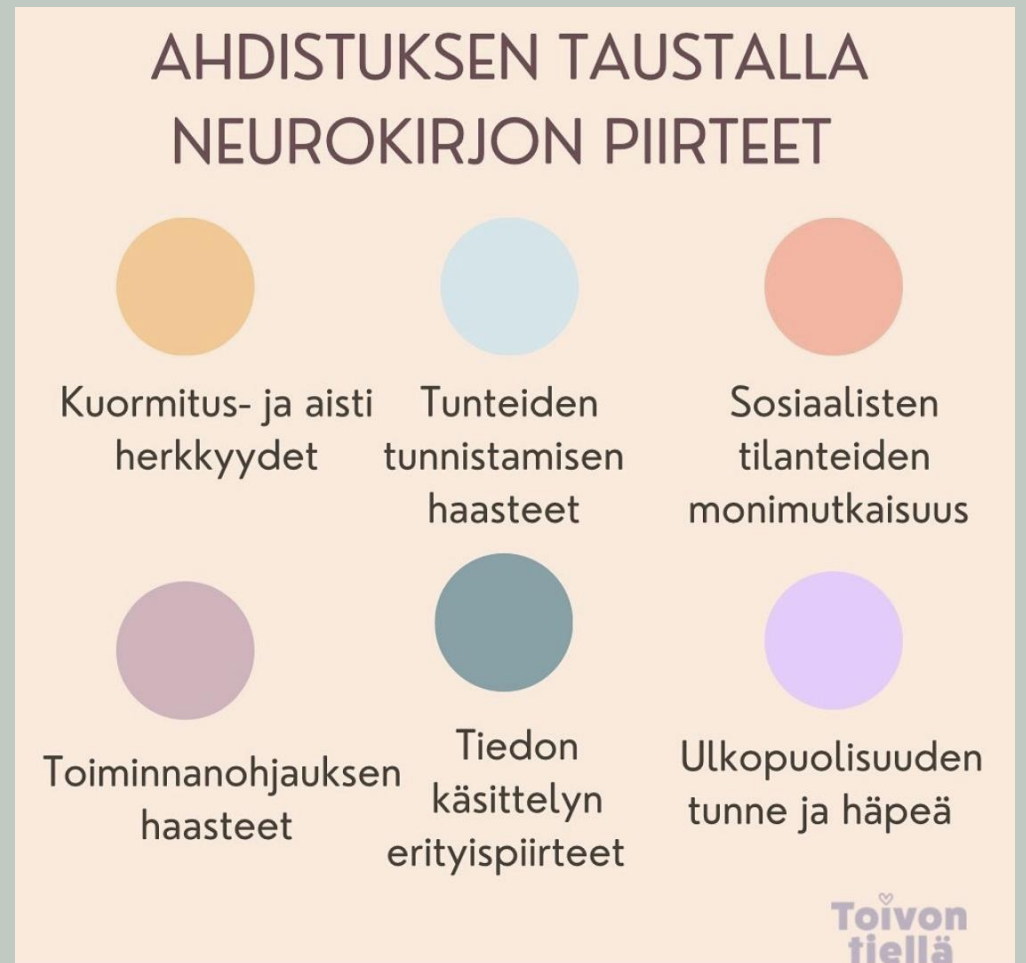 AHDISTUKSEN TAUSTALLA
NEUROKIRJON PIIRTEET
Kuormitus- ja aisti
herkkyydet
Tunteiden
tunnistamisen
haasteet
Sosiaalisten
tilanteiden
monimutkaisuus
Toiminnanohjauksen
haasteet
Tiedon
käsittelyn
erityispiirteet
Ulkopuolisuuden
tunne ja häpeä
Toivon
tiellä